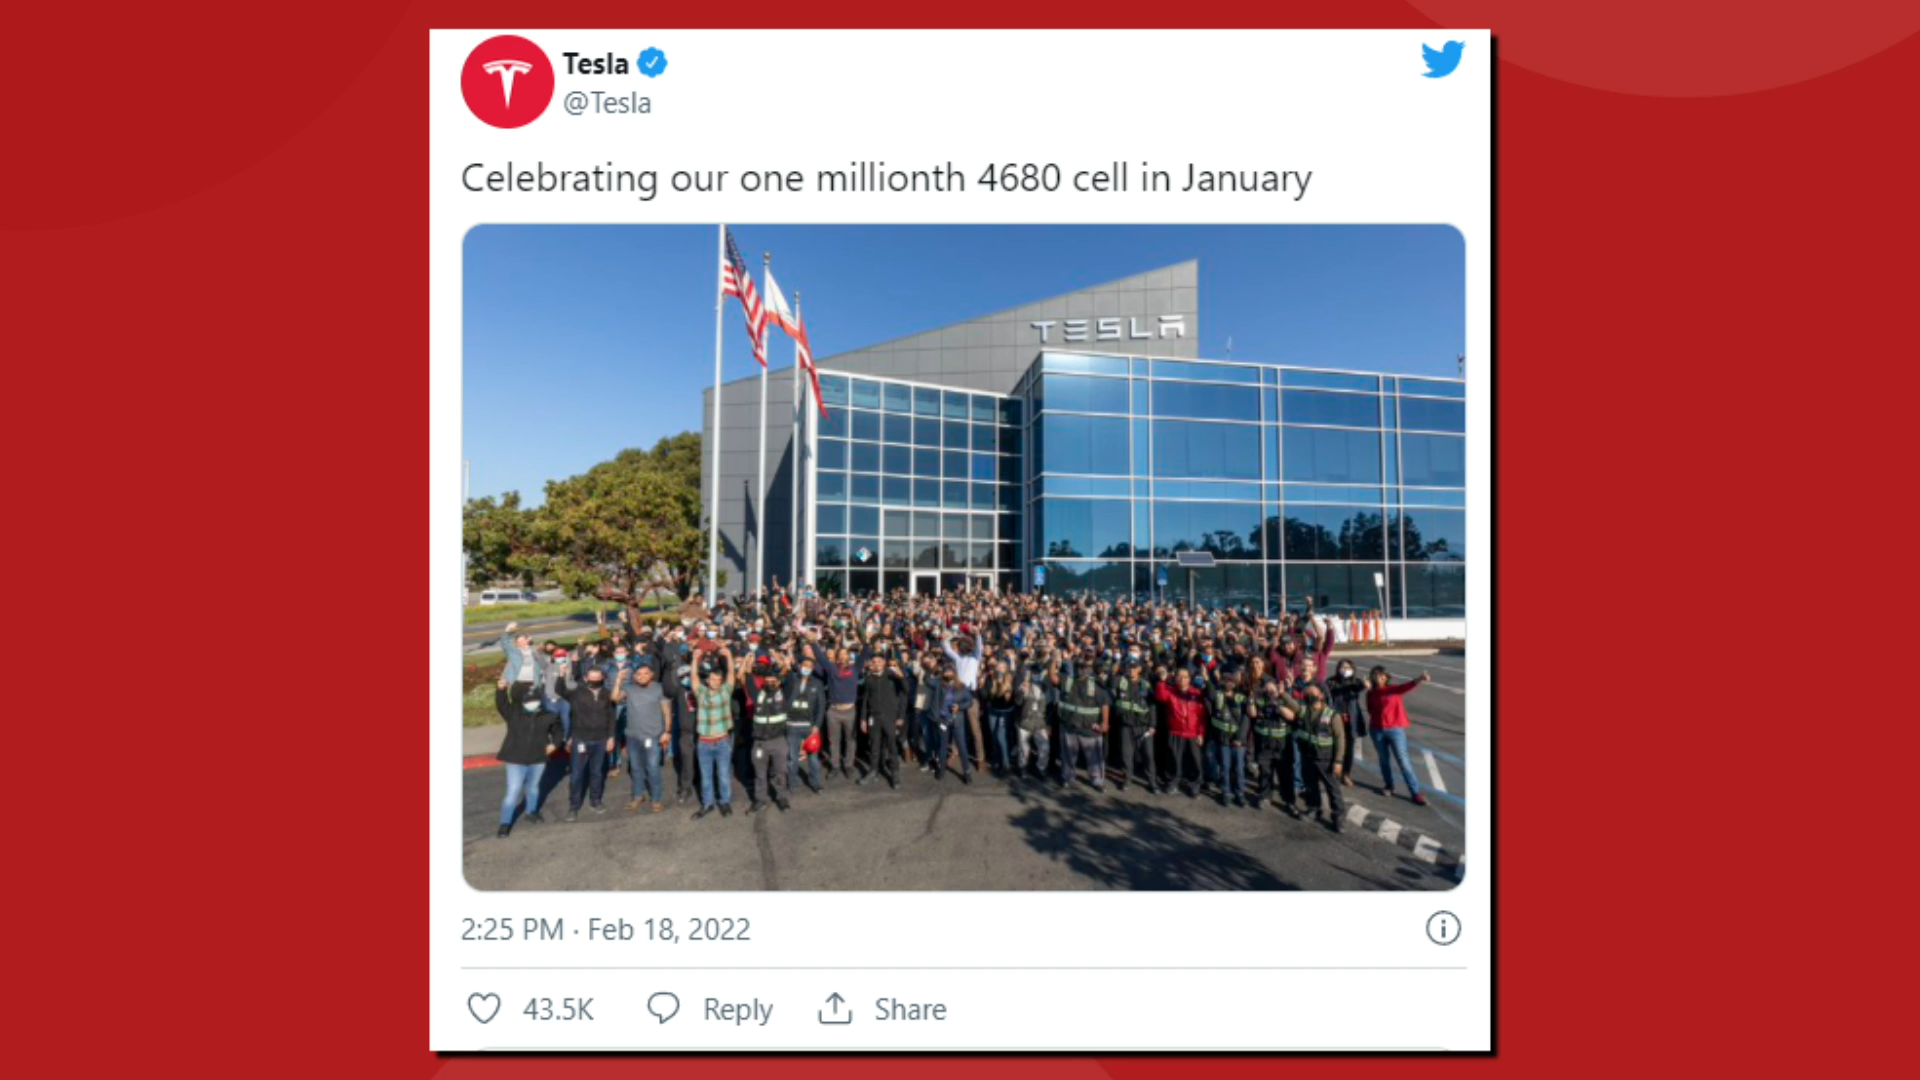 Tesla
@Tesla
Celebrating our one millionth 4680 cell in January
TESLA
2:25 PM · Feb 18, 2022
43.5K Reply Share